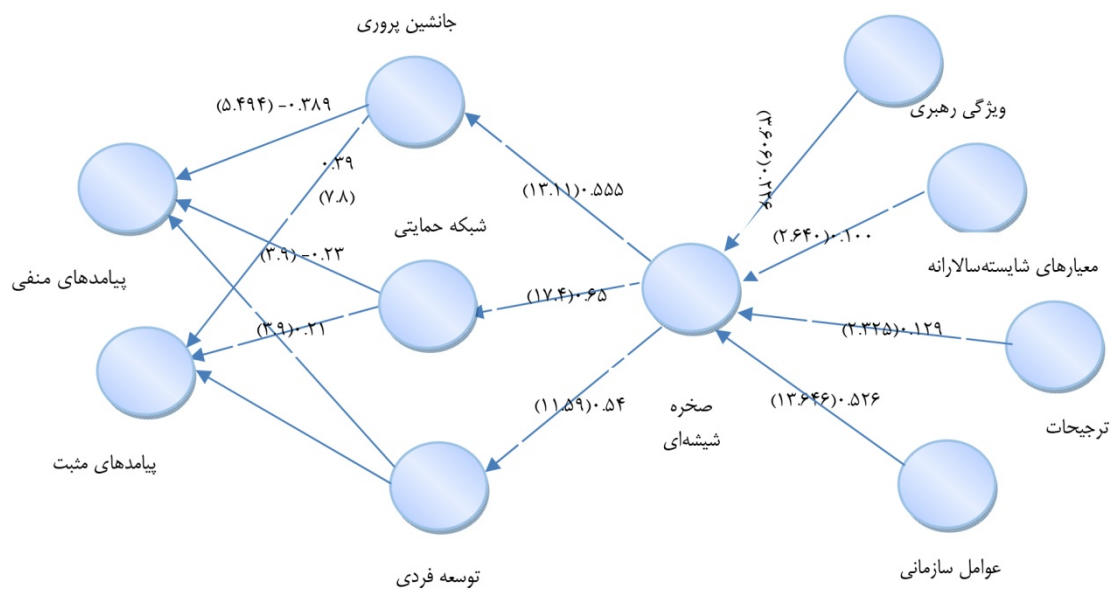 جانشین پروری
ویژگی رهبری
(۵.۴۹۴) -۰.۳۸۹
(۳.۶۰۶)
۰.۳۹
(۷.۸)
(۱۳.۱۱)۰.۵۵۵
شبکه حمایتی
(۲.۶۴۰)۰.۱۰۰
معیارهای شایسته‌سالارانه
(۳.۹) -۰.۲۳
پیامدهای منفی
(۱۷.۴)۰.۶۵
(۳.۹)۰.۲۱
(۲.۳۲۵)۰.۱۲۹
صخره
شیشه‌ای
(۱۱.۵۹)۰.۵۴
(۱۳.۶۴۶)۰.۵۲۶
ترجیحات
پیامدهای مثبت
عوامل سازمانی
توسعه فردی